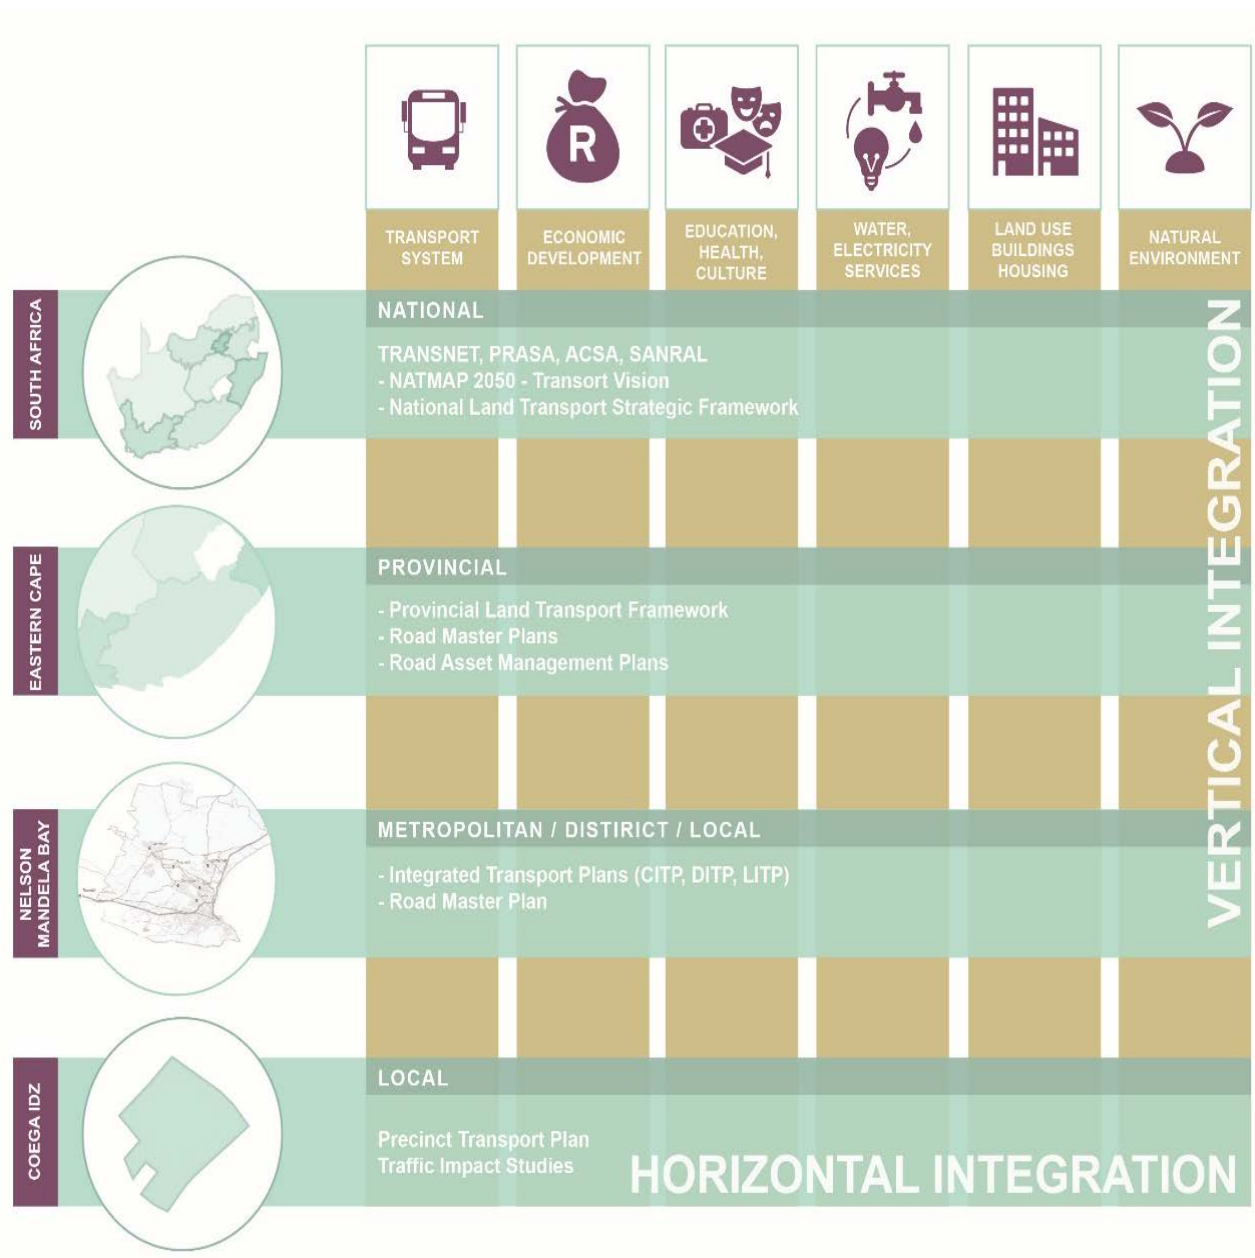 R
TRANSPORT
SYSTEM
ECONOMIC
DEVELOPMENT
EDUCATION,
HEALTH,
CULTURE
WATER,
ELECTRICITY
SERVICES
LAND USE
BUILDINGS
HOUSING
NATURAL
ENVIRONMENT
SOUTH AFRICA
NATIONAL
TRANSNET, PRASA, ACSA, SANRAL
- NATMAP 2050 - Transort Vision
- National Land Transport Strategic Framework
EASTERN CAPE
PROVINCIAL
- Provincial Land Transport Framework
- Road Master Plans
- Road Asset Management Plans
NELSON
MANDELA BAY
METROPOLITAN / DISTIRICT / LOCAL
- Integrated Transport Plans (CITP, DITP, LITP)
- Road Master Plan
COEGA IDZ
LOCAL
Precinct Transport Plan
Traffic Impact Studies
VERTICAL INTEGRATION
HORIZONTAL INTEGRATION